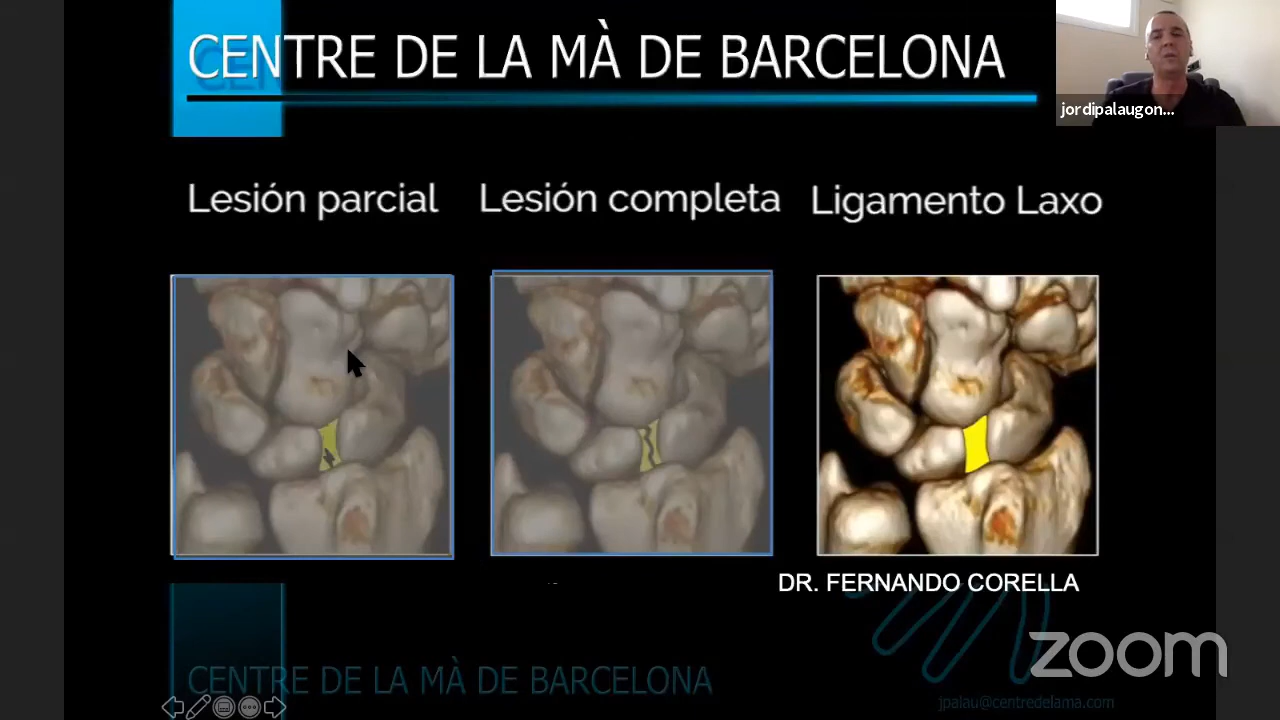 CENTRE DE LA MÀ DE BARCELONA
jordipalaugon...
Lesión parcial
Lesión completa
Ligamento Laxo
DR. FERNANDO CORELLA
zoom
CENTRE DE LA MÀ DE BARCELONA
jpalau@centredelama.com